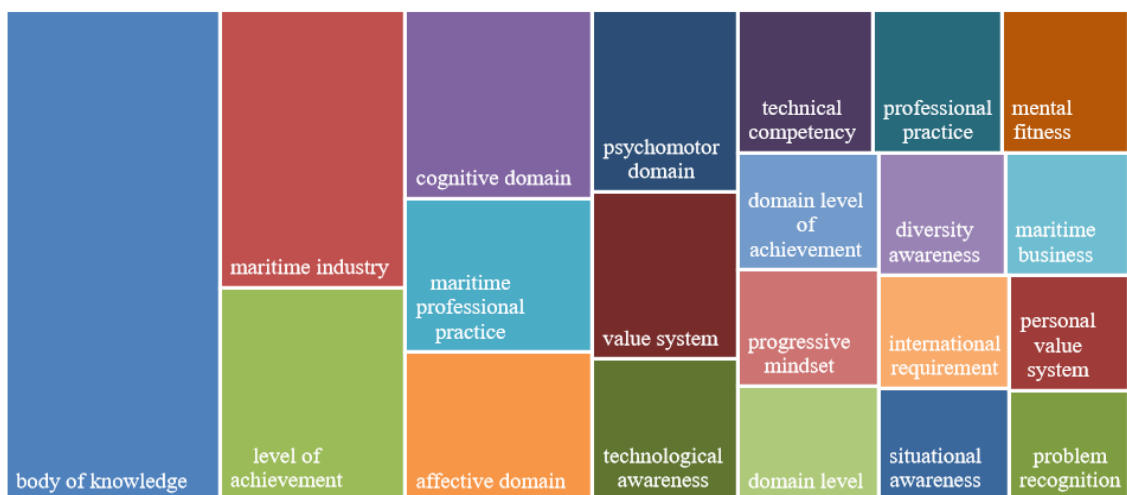 body of knowledge
maritime industry
level of
achievement
cognitive domain
maritime
professional
practice
affective domain
psychomotor
domain
value system
technological
awareness
technical
competency
professional
practice
mental
fitness
domain level
of
achievement
diversity
awareness
maritime
business
progressive
mindset
international
requirement
personal
value
system
domain level
situational
awareness
problem
recognition